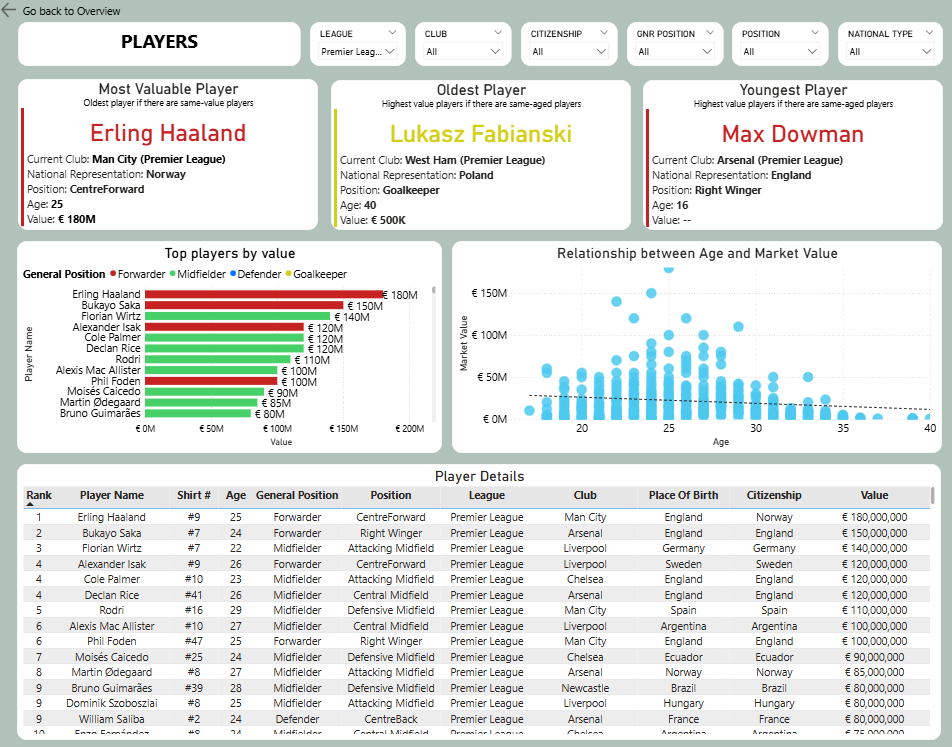 Go back to Overview
PLAYERS
LEAGUE
Premier Leag...
CLUB
All
CITIZENSHIP
All
GNR POSITION
All
POSITION
All
NATIONAL TYPE
All
Most Valuable Player
Oldest player if there are same-value players
Erling Haaland
Current Club: Man City (Premier League)
National Representation: Norway
Position: CentreForward
Age: 25
Value: € 180M
Oldest Player
Highest value players if there are same-aged players
Lukasz Fabianski
Current Club: West Ham (Premier League)
National Representation: Poland
Position: Goalkeeper
Age: 40
Value: € 500K
Youngest Player
Highest value players if there are same-aged players
Max Dowman
Current Club: Arsenal (Premier League)
National Representation: England
Position: Right Winger
Age: 16
Value: --
Top players by value
General Position Forwarder Midfielder Defender Goalkeeper
Player Name
Erling Haaland € 180M
Bukayo Saka € 150M
Florian Wirtz € 140M
Alexander Isak € 120M
Cole Palmer € 120M
Declan Rice € 120M
Rodri € 110M
Alexis Mac Allister € 100M
Phil Foden € 100M
Moisés Caicedo € 90M
Martin Ødegaard € 85M
Bruno Guimarães € 80M
€ 0M € 50M € 100M € 150M € 200M
Value
Relationship between Age and Market Value
Market Value
€ 150M
€ 100M
€ 50M
€ 0M
20 25 30 35 40
Age
Player Details
Rank Player Name Shirt # Age General Position Position League Club Place Of Birth Citizenship Value
1 Erling Haaland #9 25 Forwarder CentreForward Premier League Man City England Norway € 180,000,000
2 Bukayo Saka #7 24 Forwarder Right Winger Premier League Arsenal England England € 150,000,000
3 Florian Wirtz #7 22 Midfielder Attacking Midfield Premier League Liverpool Germany Germany € 140,000,000
4 Alexander Isak #9 26 Forwarder CentreForward Premier League Liverpool Sweden Sweden € 120,000,000
4 Cole Palmer #10 23 Midfielder Attacking Midfield Premier League Chelsea England England € 120,000,000
4 Declan Rice #41 26 Midfielder Central Midfield Premier League Arsenal England England € 120,000,000
5 Rodri #16 29 Midfielder Defensive Midfield Premier League Man City Spain Spain € 110,000,000
6 Alexis Mac Allister #10 27 Midfielder Central Midfield Premier League Liverpool Argentina Argentina € 100,000,000
6 Phil Foden #47 25 Forwarder Right Winger Premier League Man City England England € 100,000,000
7 Moisés Caicedo #25 24 Midfielder Defensive Midfield Premier League Chelsea Ecuador Ecuador € 90,000,000
8 Martin Ødegaard #8 27 Midfielder Attacking Midfield Premier League Arsenal Norway Norway € 85,000,000
9 Bruno Guimarães #39 28 Midfielder Defensive Midfield Premier League Newcastle Brazil Brazil € 80,000,000
9 Dominik Szoboszlai #8 25 Midfielder Attacking Midfield Premier League Liverpool Hungary Hungary € 80,000,000
9 William Saliba #2 24 Defender CentreBack Premier League Arsenal France France € 80,000,000
10 Enzo Fernández #8 24 Midfielder Central Midfield Premier League Chelsea Argentina Argentina € 75,000,000